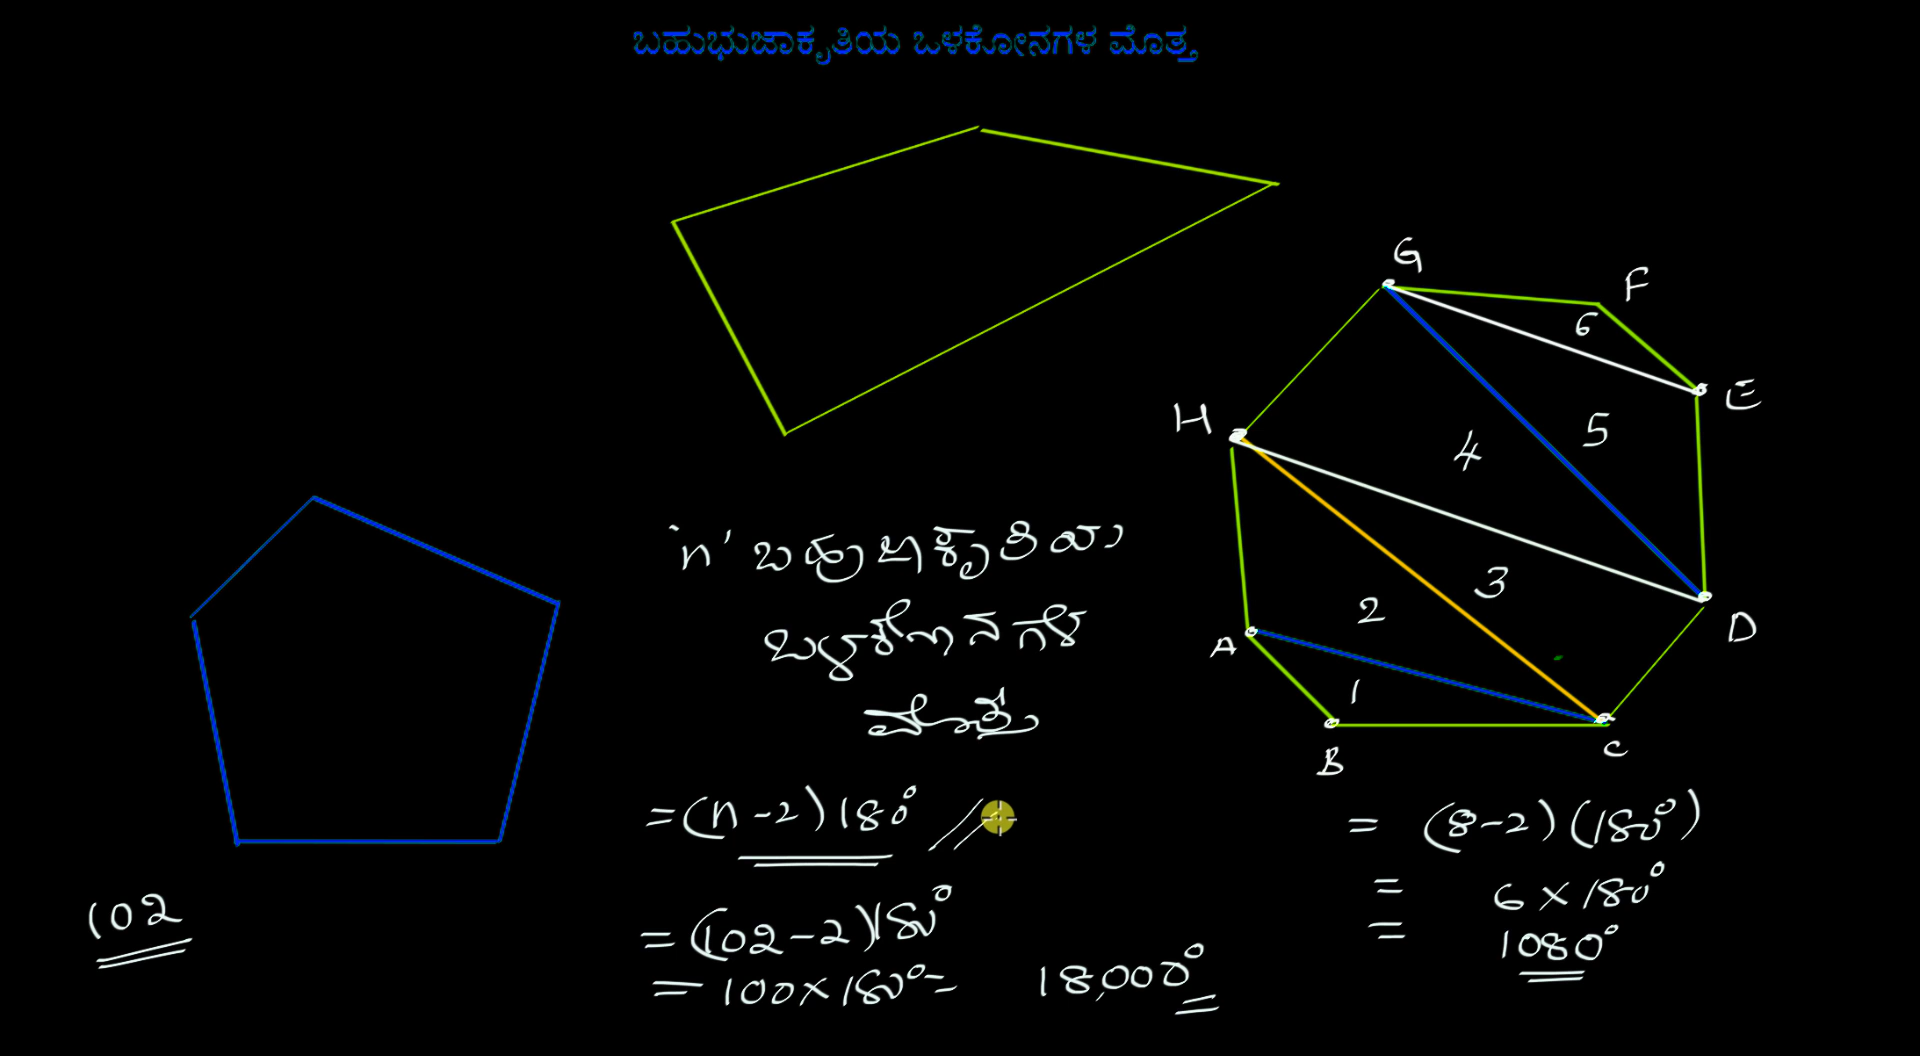 ಬಹುಭುಜಾಕೃತಿಯ ಒಳಕೋನಗಳ ಮೊತ್ತ
G
F
6
E
H
4
5
3
2
D
A
1
B
C
'n' ಬಹುಭುಜಾಕೃತಿಯ
ಒಳಕೋನಗಳ
ಮೊತ್ತ
=(n-2)180°
=(102-2)180°
=100×180°= 18,000°
= (8-2)(180°)
= 6×180°
= 1080°
102